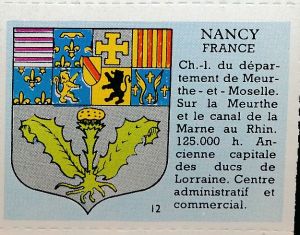 NANCY
FRANCE
Ch.-l. du dépar-
tement de Meur-
the - et - Moselle.
Sur la Meurthe
et le canal de la
Marne au Rhin.
125.000 h. An-
cienne capitale
des ducs de
Lorraine. Centre
administratif et
commercial.
12